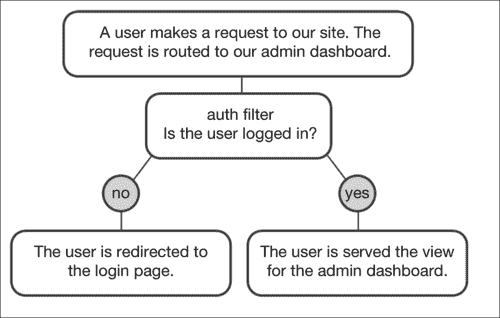 A user makes a request to our site. The
request is routed to our admin dashboard.
auth filter
Is the user logged in?
no
yes
The user is redirected to
the login page.
The user is served the view
for the admin dashboard.